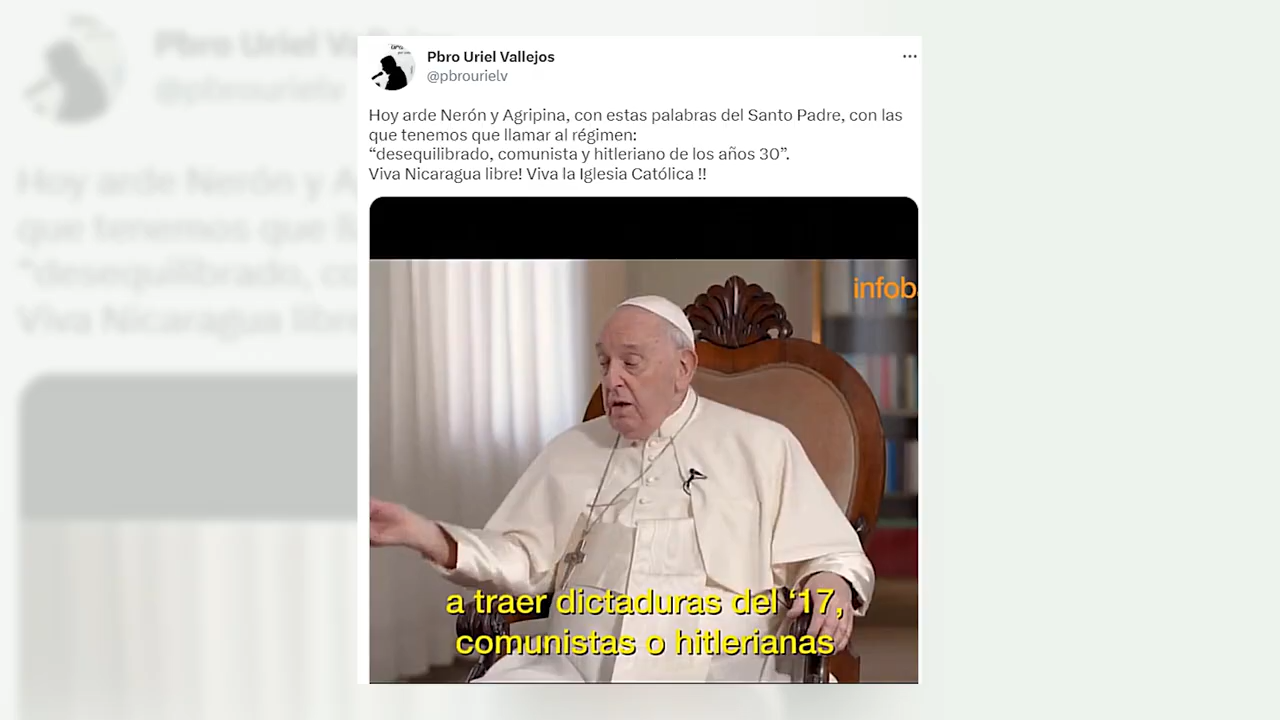 Pbro Uriel Vallejos
@pbrourielv
Hoy arde Nerón y Agripina, con estas palabras del Santo Padre, con las
que tenemos que llamar al régimen:
“desequilibrado, comunista y hitleriano de los años 30”.
Viva Nicaragua libre! Viva la Iglesia Católica !!
infob
a traer dictaduras del ‘17,
comunistas o hitlerianas